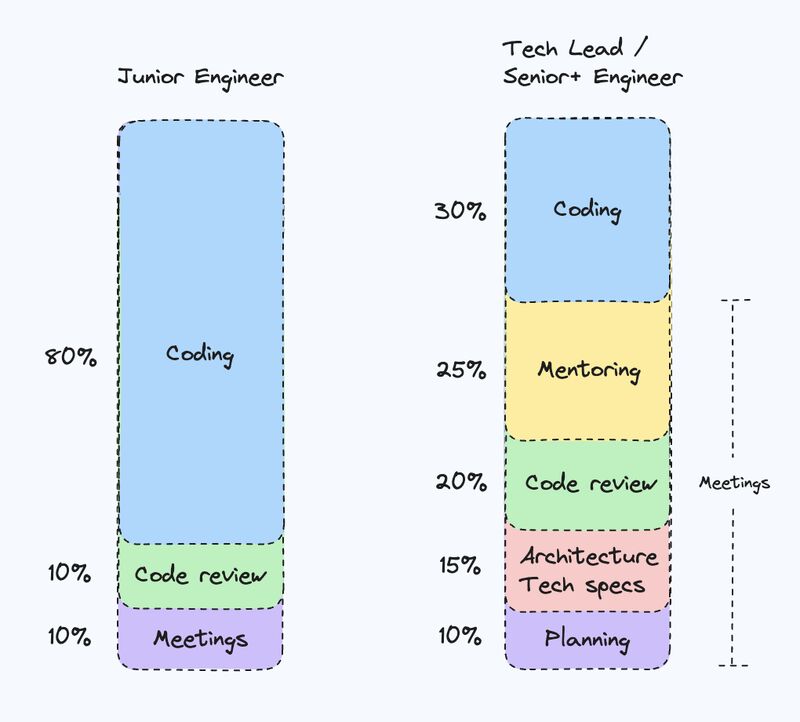 Junior Engineer
80%
Coding
10%
Code review
10%
Meetings
Tech Lead /
Senior+ Engineer
30%
Coding
25%
Mentoring
20%
Code review
15%
Architecture
Tech specs
10%
Planning
Meetings